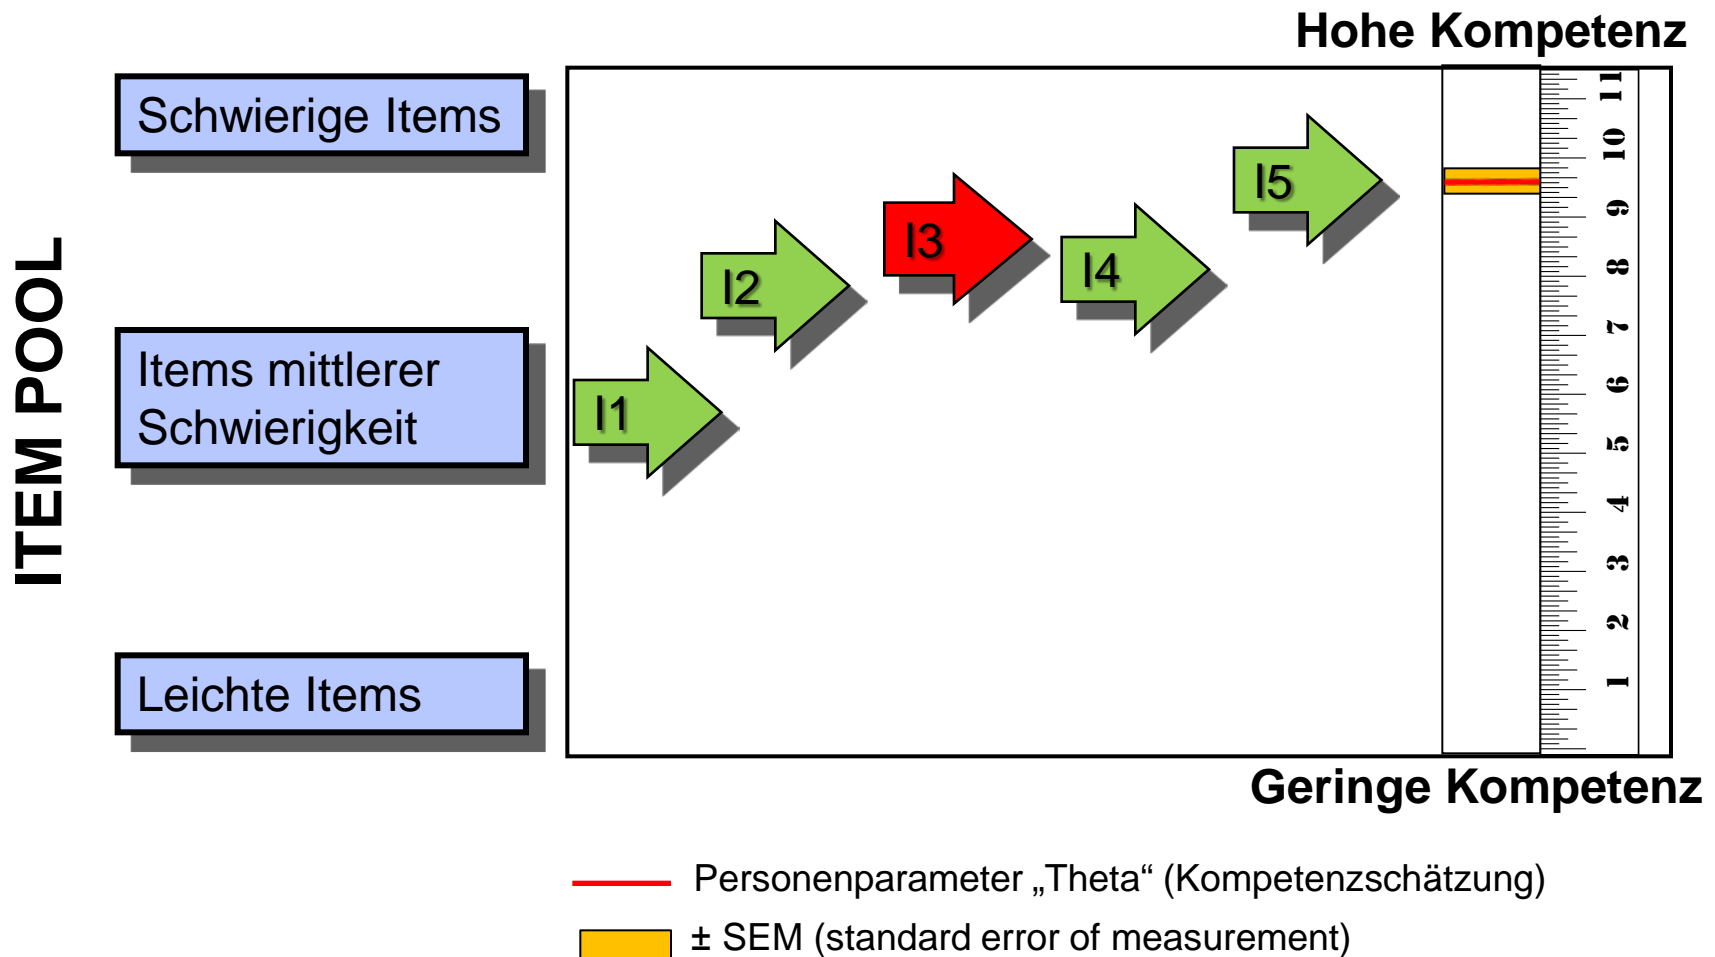 Hohe Kompetenz
ITEM POOL
Schwierige Items
Items mittlerer
Schwierigkeit
Leichte Items
I1
I2
I3
I4
I5
11
10
9
8
7
6
5
4
3
2
1
Geringe Kompetenz
Personenparameter „Theta“ (Kompetenzschätzung)
± SEM (standard error of measurement)